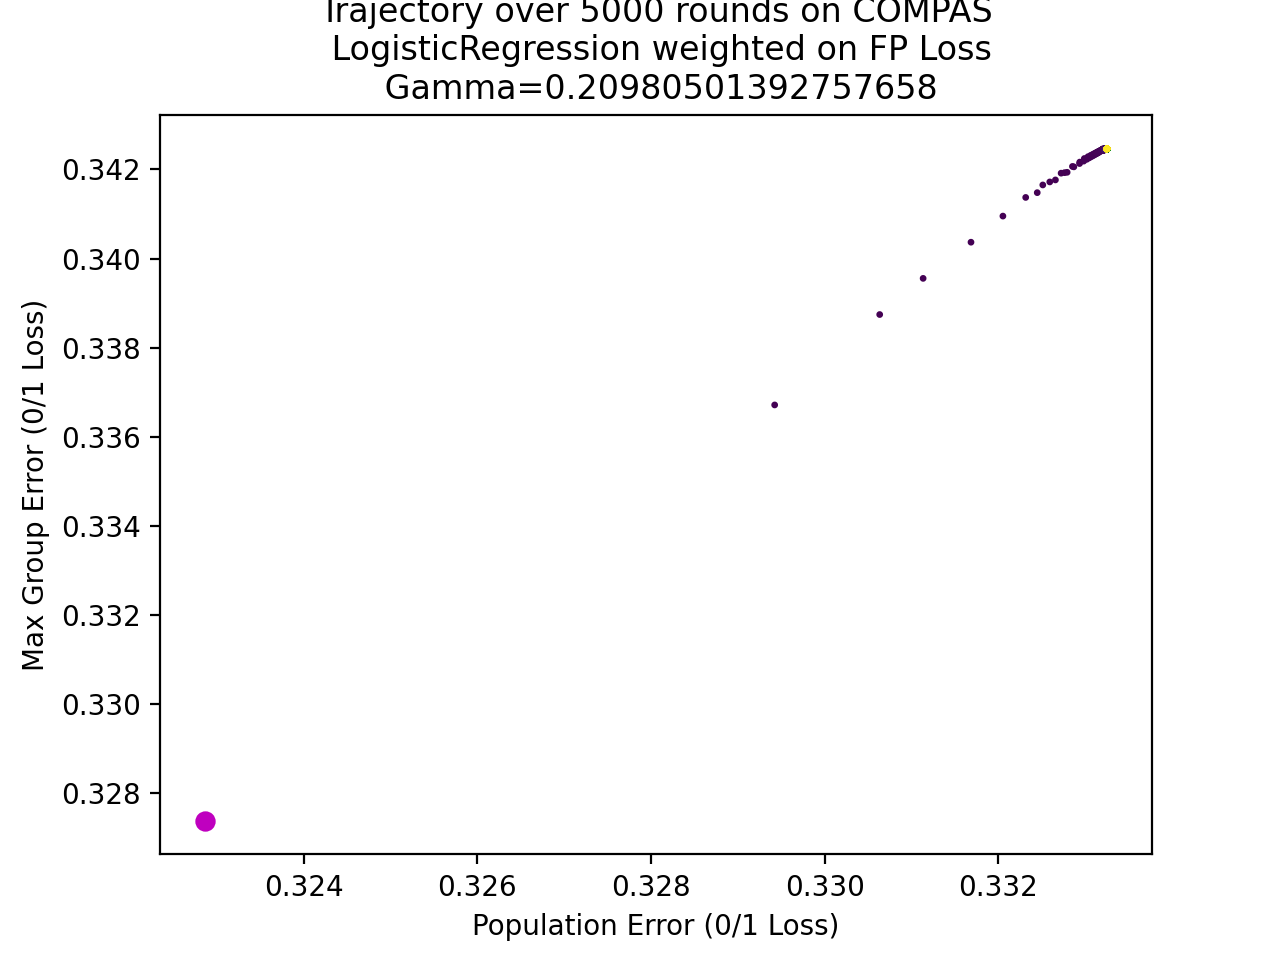 Trajectory over 5000 rounds on COMPAS
LogisticRegression weighted on FP Loss
Gamma=0.20980501392757658
Max Group Error (0/1 Loss)
0.342
0.340
0.338
0.336
0.334
0.332
0.330
0.328
0.324
0.326
0.328
0.330
0.332
Population Error (0/1 Loss)